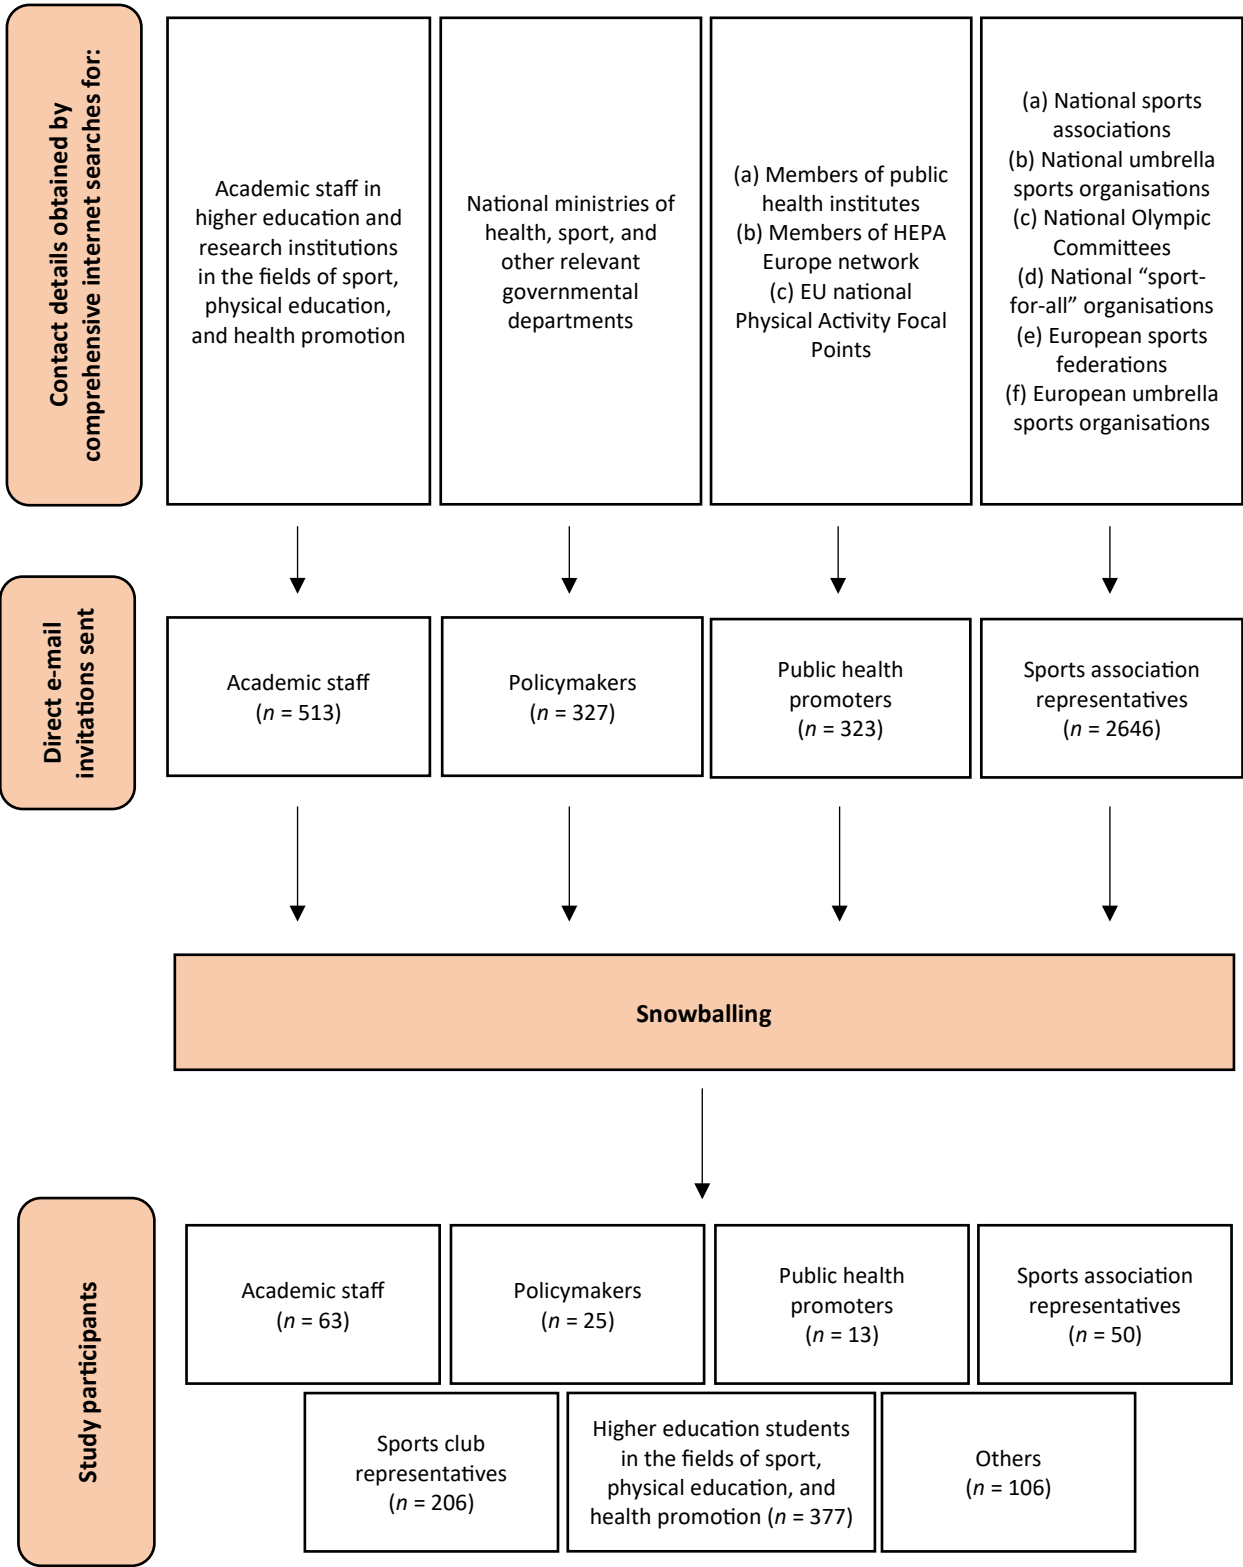 Contact details obtained by
comprehensive internet searches for:
Academic staff in
higher education and
research institutions
in the fields of sport,
physical education,
and health promotion
National ministries of
health, sport, and
other relevant
governmental
departments
(a) Members of public
health institutes
(b) Members of HEPA
Europe network
(c) EU national
Physical Activity Focal
Points
(a) National sports
associations
(b) National umbrella
sports organisations
(c) National Olympic
Committees
(d) National “sport-
for-all” organisations
(e) European sports
federations
(f) European umbrella
sports organisations
Direct e-mail
invitations sent
Academic staff
(n = 513)
Policymakers
(n = 327)
Public health
promoters
(n = 323)
Sports association
representatives
(n = 2646)
Snowballing
Study participants
Academic staff
(n = 63)
Policymakers
(n = 25)
Public health
promoters
(n = 13)
Sports association
representatives
(n = 50)
Sports club
representatives
(n = 206)
Higher education students
in the fields of sport,
physical education, and
health promotion (n = 377)
Others
(n = 106)